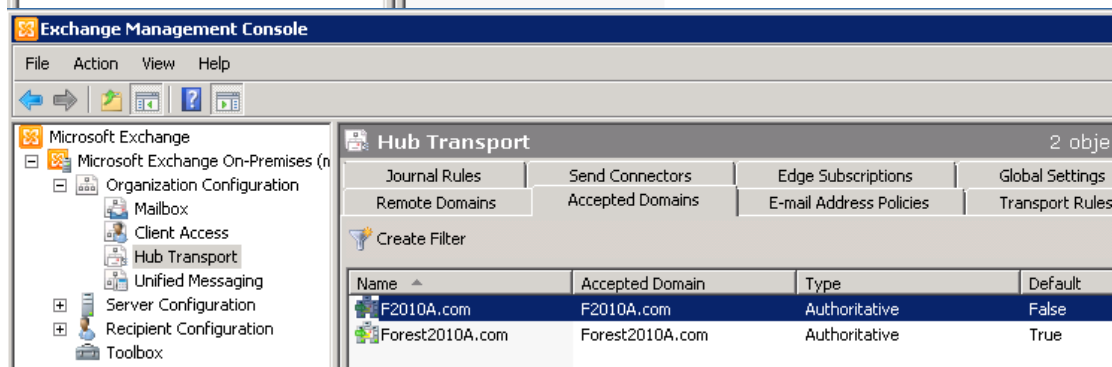 Exchange Management Console
File Action View Help
Microsoft Exchange
Microsoft Exchange On-Premises (n
Organization Configuration
Mailbox
Client Access
Hub Transport
Unified Messaging
Server Configuration
Recipient Configuration
Toolbox
Hub Transport 2 obje
Journal Rules Send Connectors Edge Subscriptions Global Settings
Remote Domains Accepted Domains E-mail Address Policies Transport Rules
Create Filter
Name Accepted Domain Type Default
F2010A.com F2010A.com Authoritative False
Forest2010A.com Forest2010A.com Authoritative True